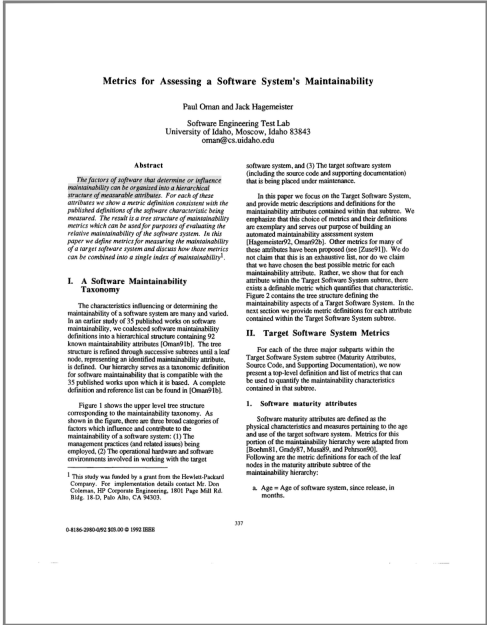 Metrics for Assessing a Software System's Maintainability
Paul Oman and Jack Hagemeister
Software Engineering Test Lab
University of Idaho, Moscow, Idaho 83843
oman@cs.uidaho.edu
Abstract
The factors of software that determine or influence
maintainability can be organized into a hierarchical
structure of measurable attributes. For each of these
attributes we show a metric definition consistent with the
published definitions of the software characteristic being
measured. The result is a tree structure of maintainability
metrics which can be used for purposes of evaluating the
relative maintainability of the software system. In this
paper we define metrics for measuring the maintainability
of a target software system and discuss how those metrics
can be combined into a single index of maintainability1.
I. A Software Maintainability
Taxonomy
The characteristics influencing or determining the
maintainability of a software system are many and varied.
In an earlier study of 35 published works on software
maintainability, we coalesced software maintainability
definitions into a hierarchical structure containing 92
known maintainability attributes [Oman91b]. The tree
structure is refined through successive subtrees until a leaf
node, representing an identified maintainability attribute,
is defined. Our hierarchy serves as a taxonomic definition
for software maintainability that is compatible with the
35 published works upon which it is based. A complete
definition and reference list can be found in [Oman91b].
Figure 1 shows the upper level tree structure
corresponding to the maintainability taxonomy. As
shown in the figure, there are three broad categories of
factors which influence and contribute to the
maintainability of a software system: (1) The
management practices (and related issues) being
employed, (2) The operational hardware and software
environments involved in working with the target
1 This study was funded by a grant from the Hewlett-Packard
Company. For implementation details contact Mr. Don
Coleman, HP Corporate Engineering, 1801 Page Mill Rd.
Bldg. 18-D, Palo Alto, CA 94303.
software system, and (3) The target software system
(including the source code and supporting documentation)
that is being placed under maintenance.
In this paper we focus on the Target Software System,
and provide metric descriptions and definitions for the
maintainability attributes contained within that subtree. We
emphasize that this choice of metrics and their definitions
are exemplary and serves our purpose of building an
automated maintainability assessment system
[Hagemeister92, Oman92b]. Other metrics for many of
these attributes have been proposed (see [Zuse91]). We do
not claim that this is an exhaustive list, nor do we claim
that we have chosen the best possible metric for each
maintainability attribute. Rather, we show that for each
attribute within the Target Software System subtree, there
exists a definable metric which quantifies that characteristic.
Figure 2 contains the tree structure defining the
maintainability aspects of a Target Software System. In the
next section we provide metric definitions for each attribute
contained within the Target Software System subtree.
II. Target Software System Metrics
For each of the three major subparts within the
Target Software System subtree (Maturity Attributes,
Source Code, and Supporting Documentation), we now
present a top-level definition and list of metrics that can
be used to quantify the maintainability characteristics
contained in that subtree.
1. Software maturity attributes
Software maturity attributes are defined as the
physical characteristics and measures pertaining to the age
and use of the target software system. Metrics for this
portion of the maintainability hierarchy were adapted from
[Boehm81, Grady87, Musa89, and Pehrson90].
Following are the metric definitions for each of the leaf
nodes in the maturity attribute subtree of the
maintainability hierarchy:
a. Age = Age of software system, since release, in
months.
337
0-8186-2980-0/92 $03.00 © 1992 IEEE